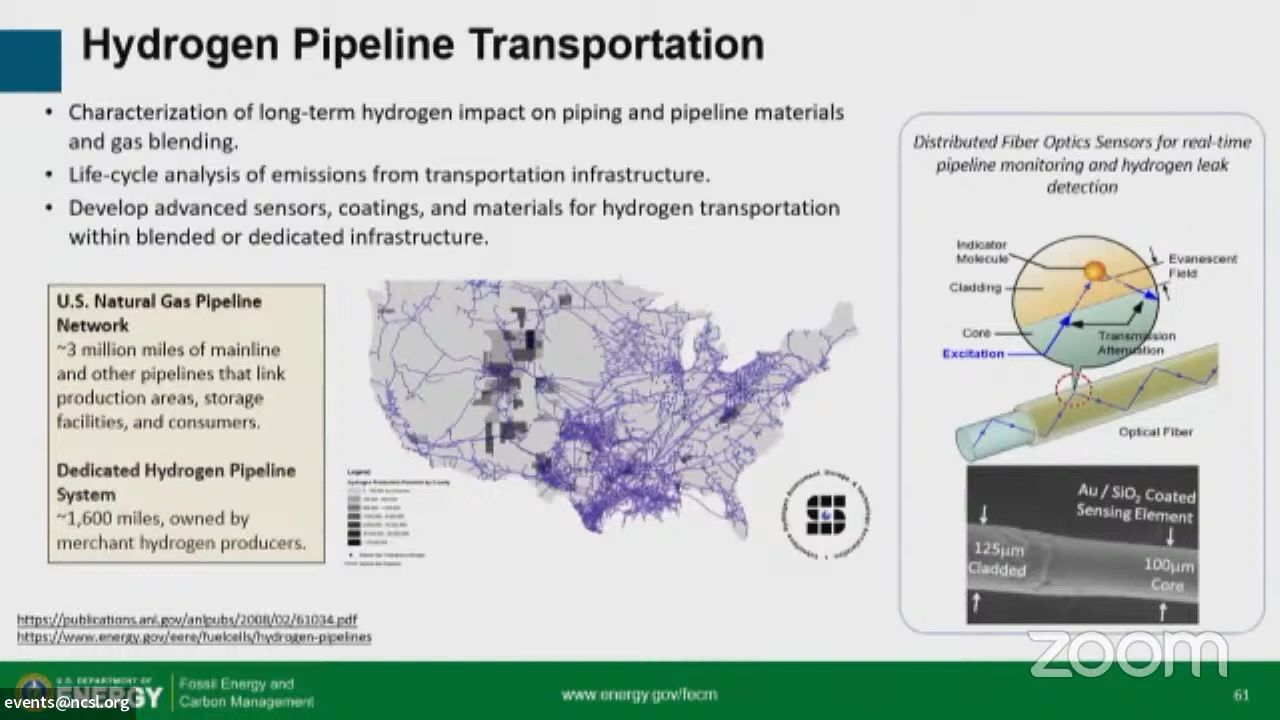 Hydrogen Pipeline Transportation
• Characterization of long-term hydrogen impact on piping and pipeline materials
and gas blending.
• Life-cycle analysis of emissions from transportation infrastructure.
• Develop advanced sensors, coatings, and materials for hydrogen transportation
within blended or dedicated infrastructure.
U.S. Natural Gas Pipeline
Network
~3 million miles of mainline
and other pipelines that link
production areas, storage
facilities, and consumers.
Dedicated Hydrogen Pipeline
System
~1,600 miles, owned by
merchant hydrogen producers.
Legend
Hydrogen Production Potential by County
Distributed Fiber Optics Sensors for real-time
pipeline monitoring and hydrogen leak
detection
Indicator
Molecule
Evanescent
Field
Cladding
Core
Transmission
Attenuation
Excitation
Optical Fiber
Au / SiO₂ Coated
Sensing Element
125µm
Cladded
100µm
Core
https://publications.anl.gov/anlpubs/2008/02/61034.pdf
https://www.energy.gov/eere/fuelcells/hydrogen-pipelines
zoom
U.S. DEPARTMENT OF
ENERGY
Fossil Energy and
Carbon Management
www.energy.gov/fecm
61
events@ncsl.org